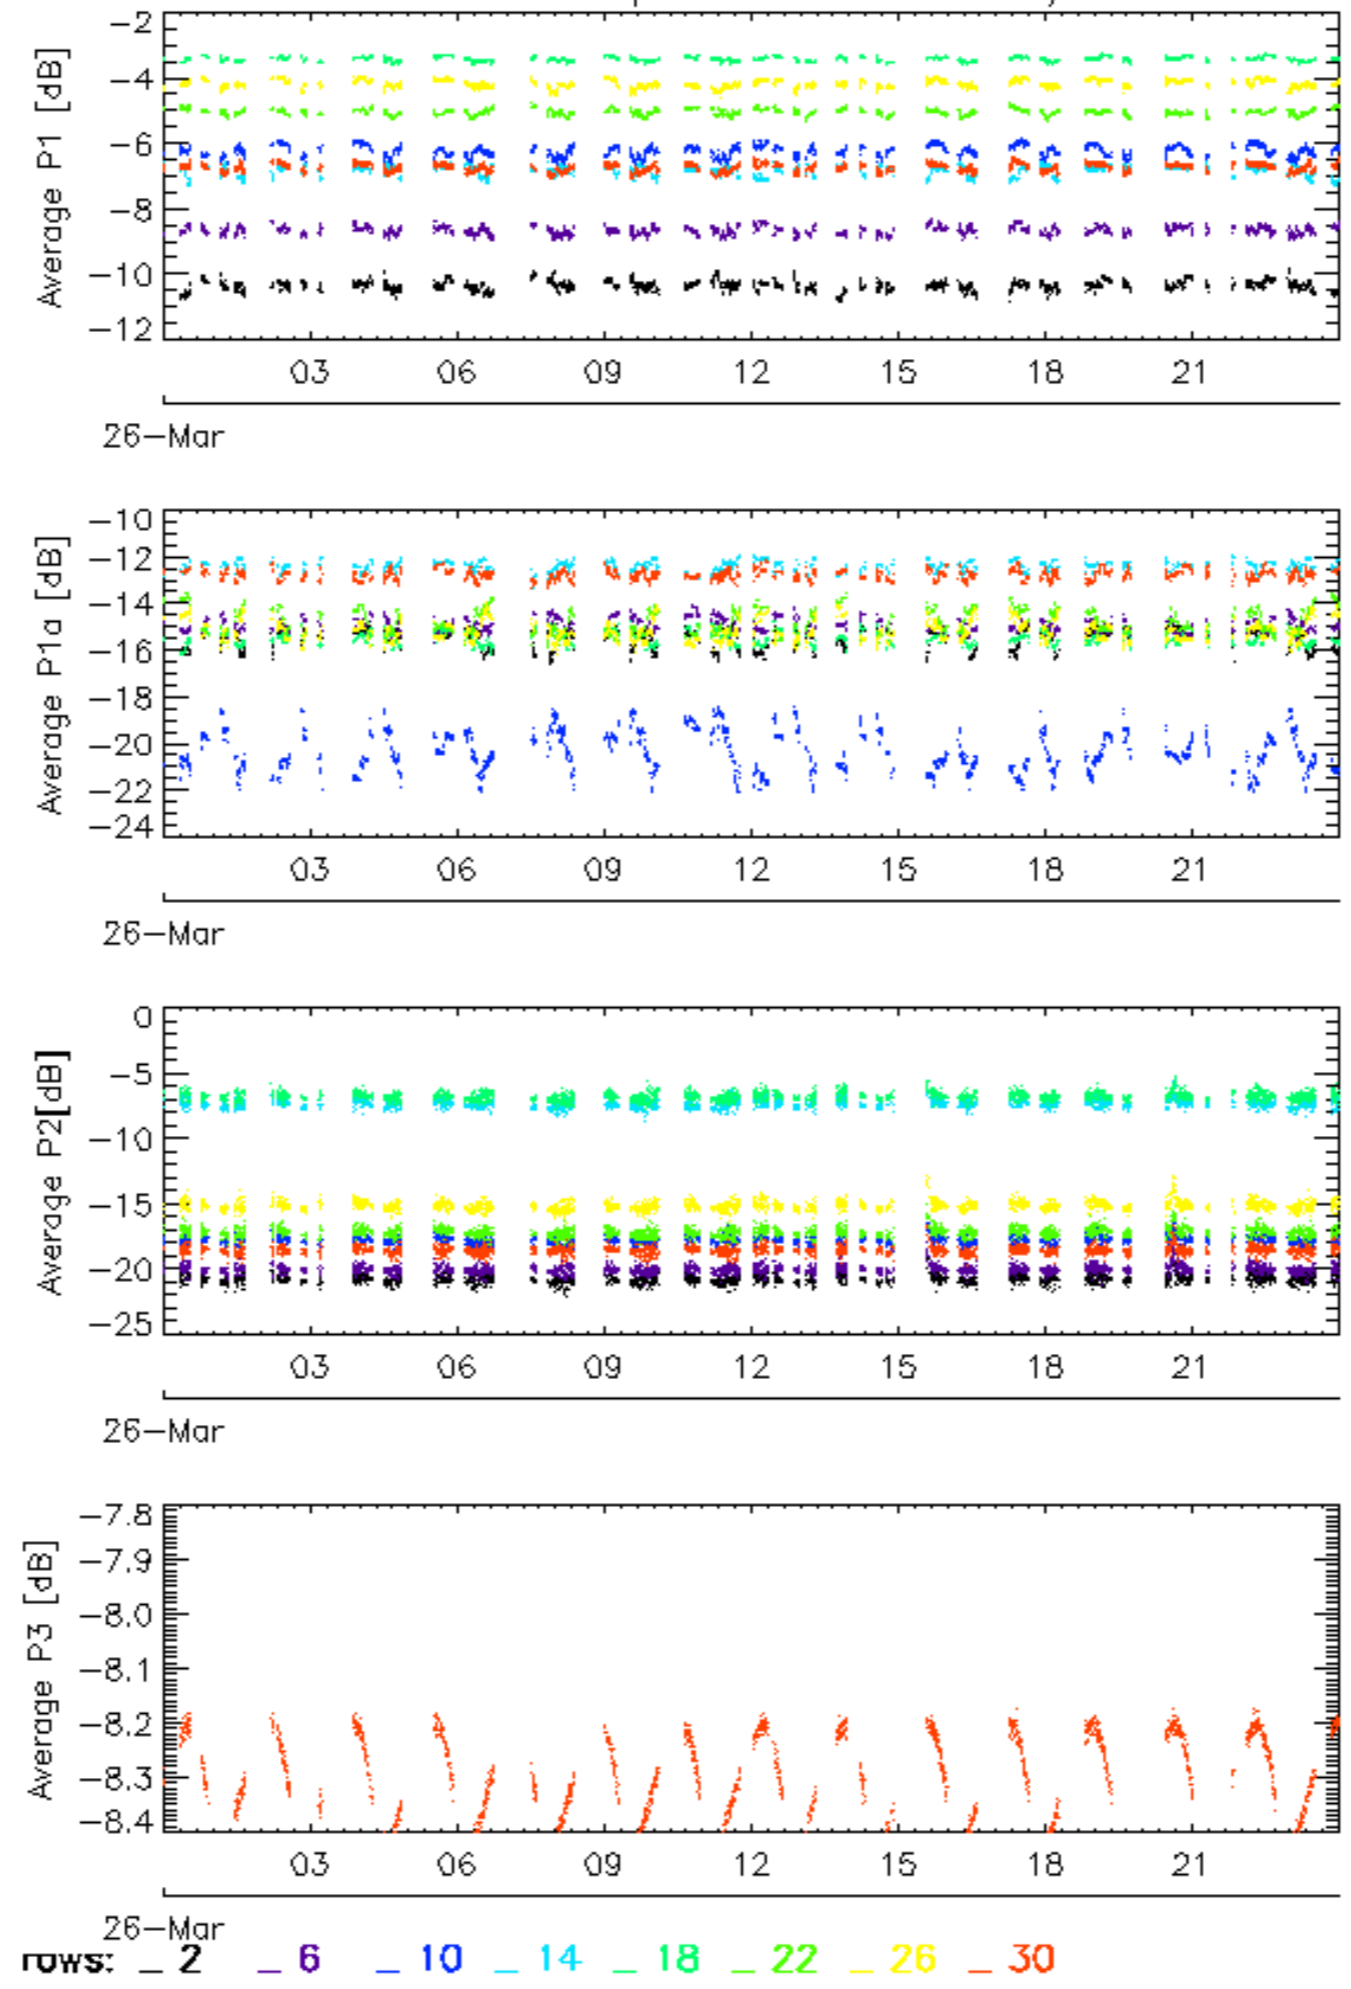 Average P1 [dB]
-2
-4
-6
-8
-10
-12
03 06 09 12 15 18 21
26-Mar
Average P1a [dB]
-10
-12
-14
-16
-18
-20
-22
-24
03 06 09 12 15 18 21
26-Mar
Average P2[dB]
0
-5
-10
-15
-20
-25
03 06 09 12 15 18 21
26-Mar
Average P3 [dB]
-7.8
-7.9
-8.0
-8.1
-8.2
-8.3
-8.4
03 06 09 12 15 18 21
26-Mar
rows: _ 2 _ 6 _ 10 _ 14 _ 18 _ 22 _ 26 _ 30